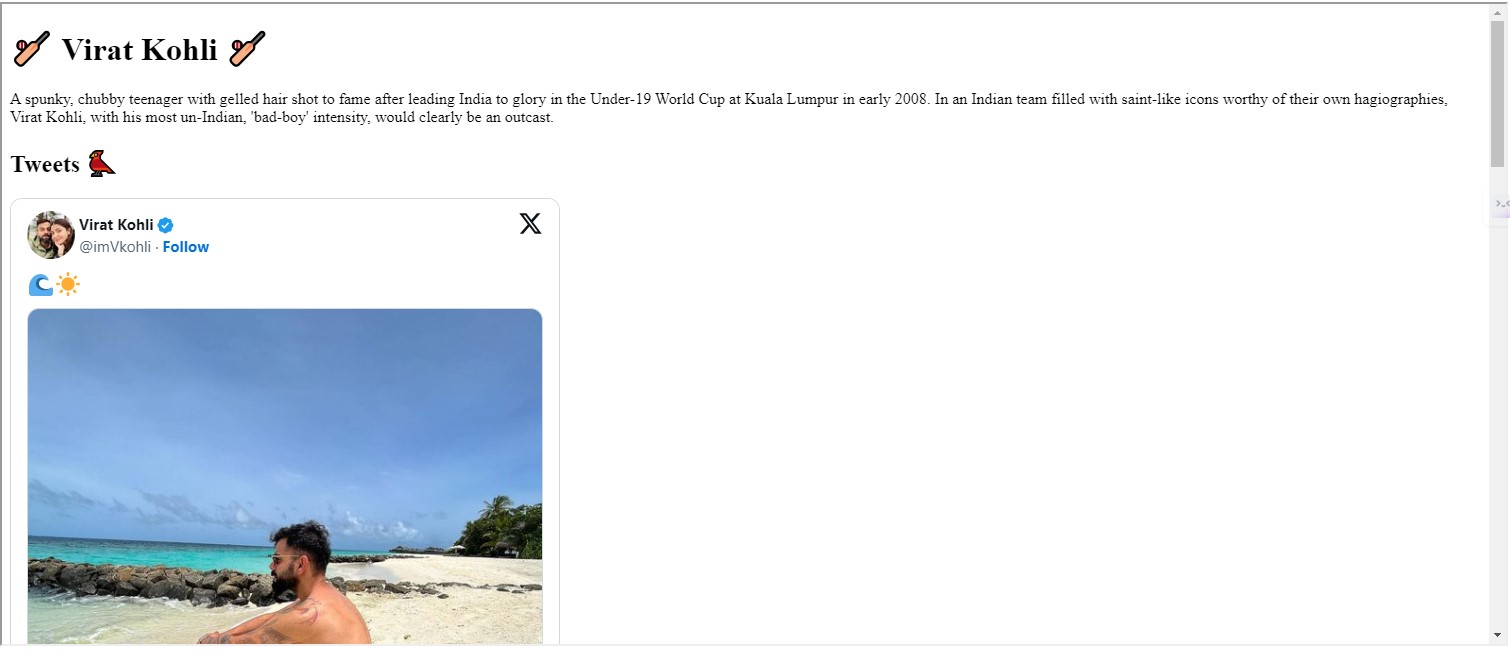 🏏 Virat Kohli 🏏
A spunky, chubby teenager with gelled hair shot to fame after leading India to glory in the Under-19 World Cup at Kuala Lumpur in early 2008. In an Indian team filled with saint-like icons worthy of their own hagiographies,
Virat Kohli, with his most un-Indian, 'bad-boy' intensity, would clearly be an outcast.
Tweets
Virat Kohli
@imVkohli · Follow
🌊☀️